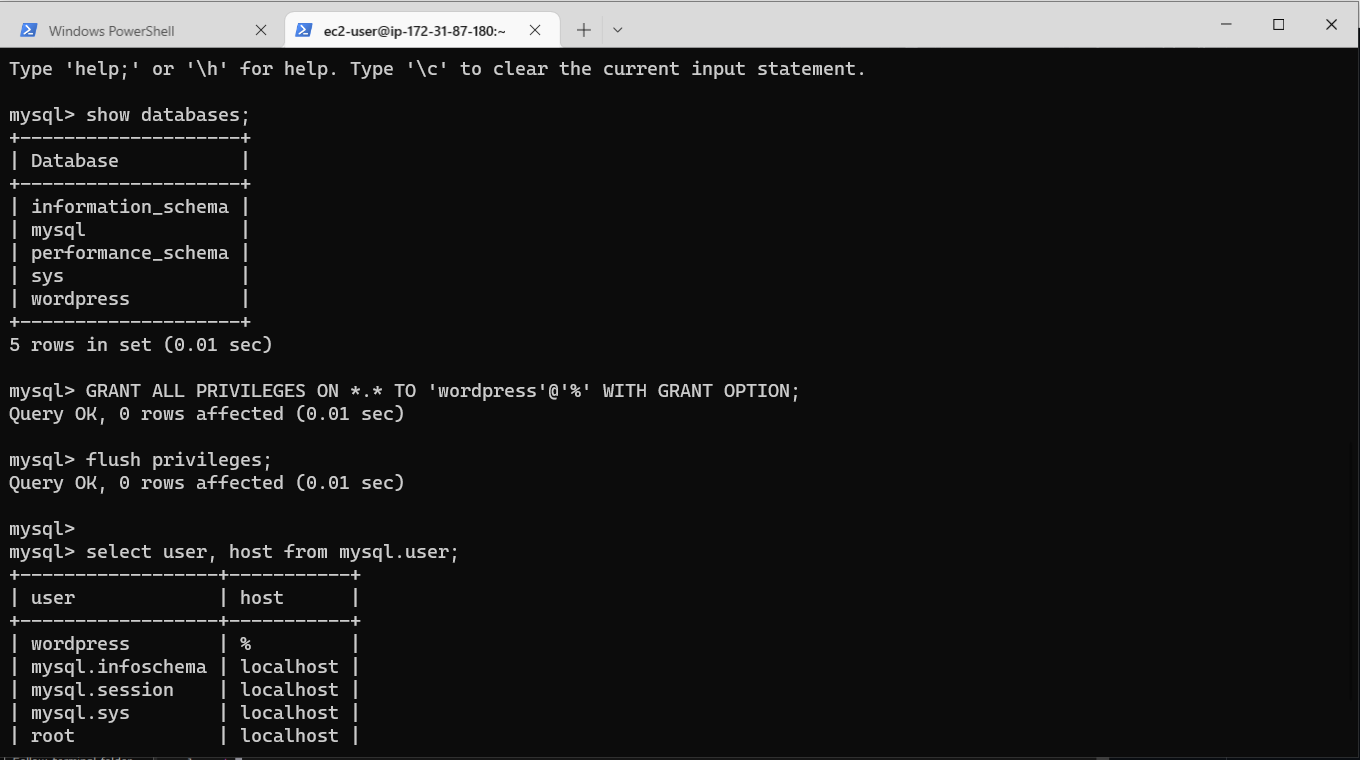 Windows PowerShell
ec2-user@ip-172-31-87-180:~
Type 'help;' or '\h' for help. Type '\c' to clear the current input statement.
mysql> show databases;
+--------------------+
| Database           |
+--------------------+
| information_schema |
| mysql              |
| performance_schema |
| sys                |
| wordpress          |
+--------------------+
5 rows in set (0.01 sec)
mysql> GRANT ALL PRIVILEGES ON *.* TO 'wordpress'@'%' WITH GRANT OPTION;
Query OK, 0 rows affected (0.01 sec)
mysql> flush privileges;
Query OK, 0 rows affected (0.01 sec)
mysql>
mysql> select user, host from mysql.user;
+------------------+-----------+
| user             | host      |
+------------------+-----------+
| wordpress        | %         |
| mysql.infoschema | localhost |
| mysql.session    | localhost |
| mysql.sys        | localhost |
| root             | localhost |